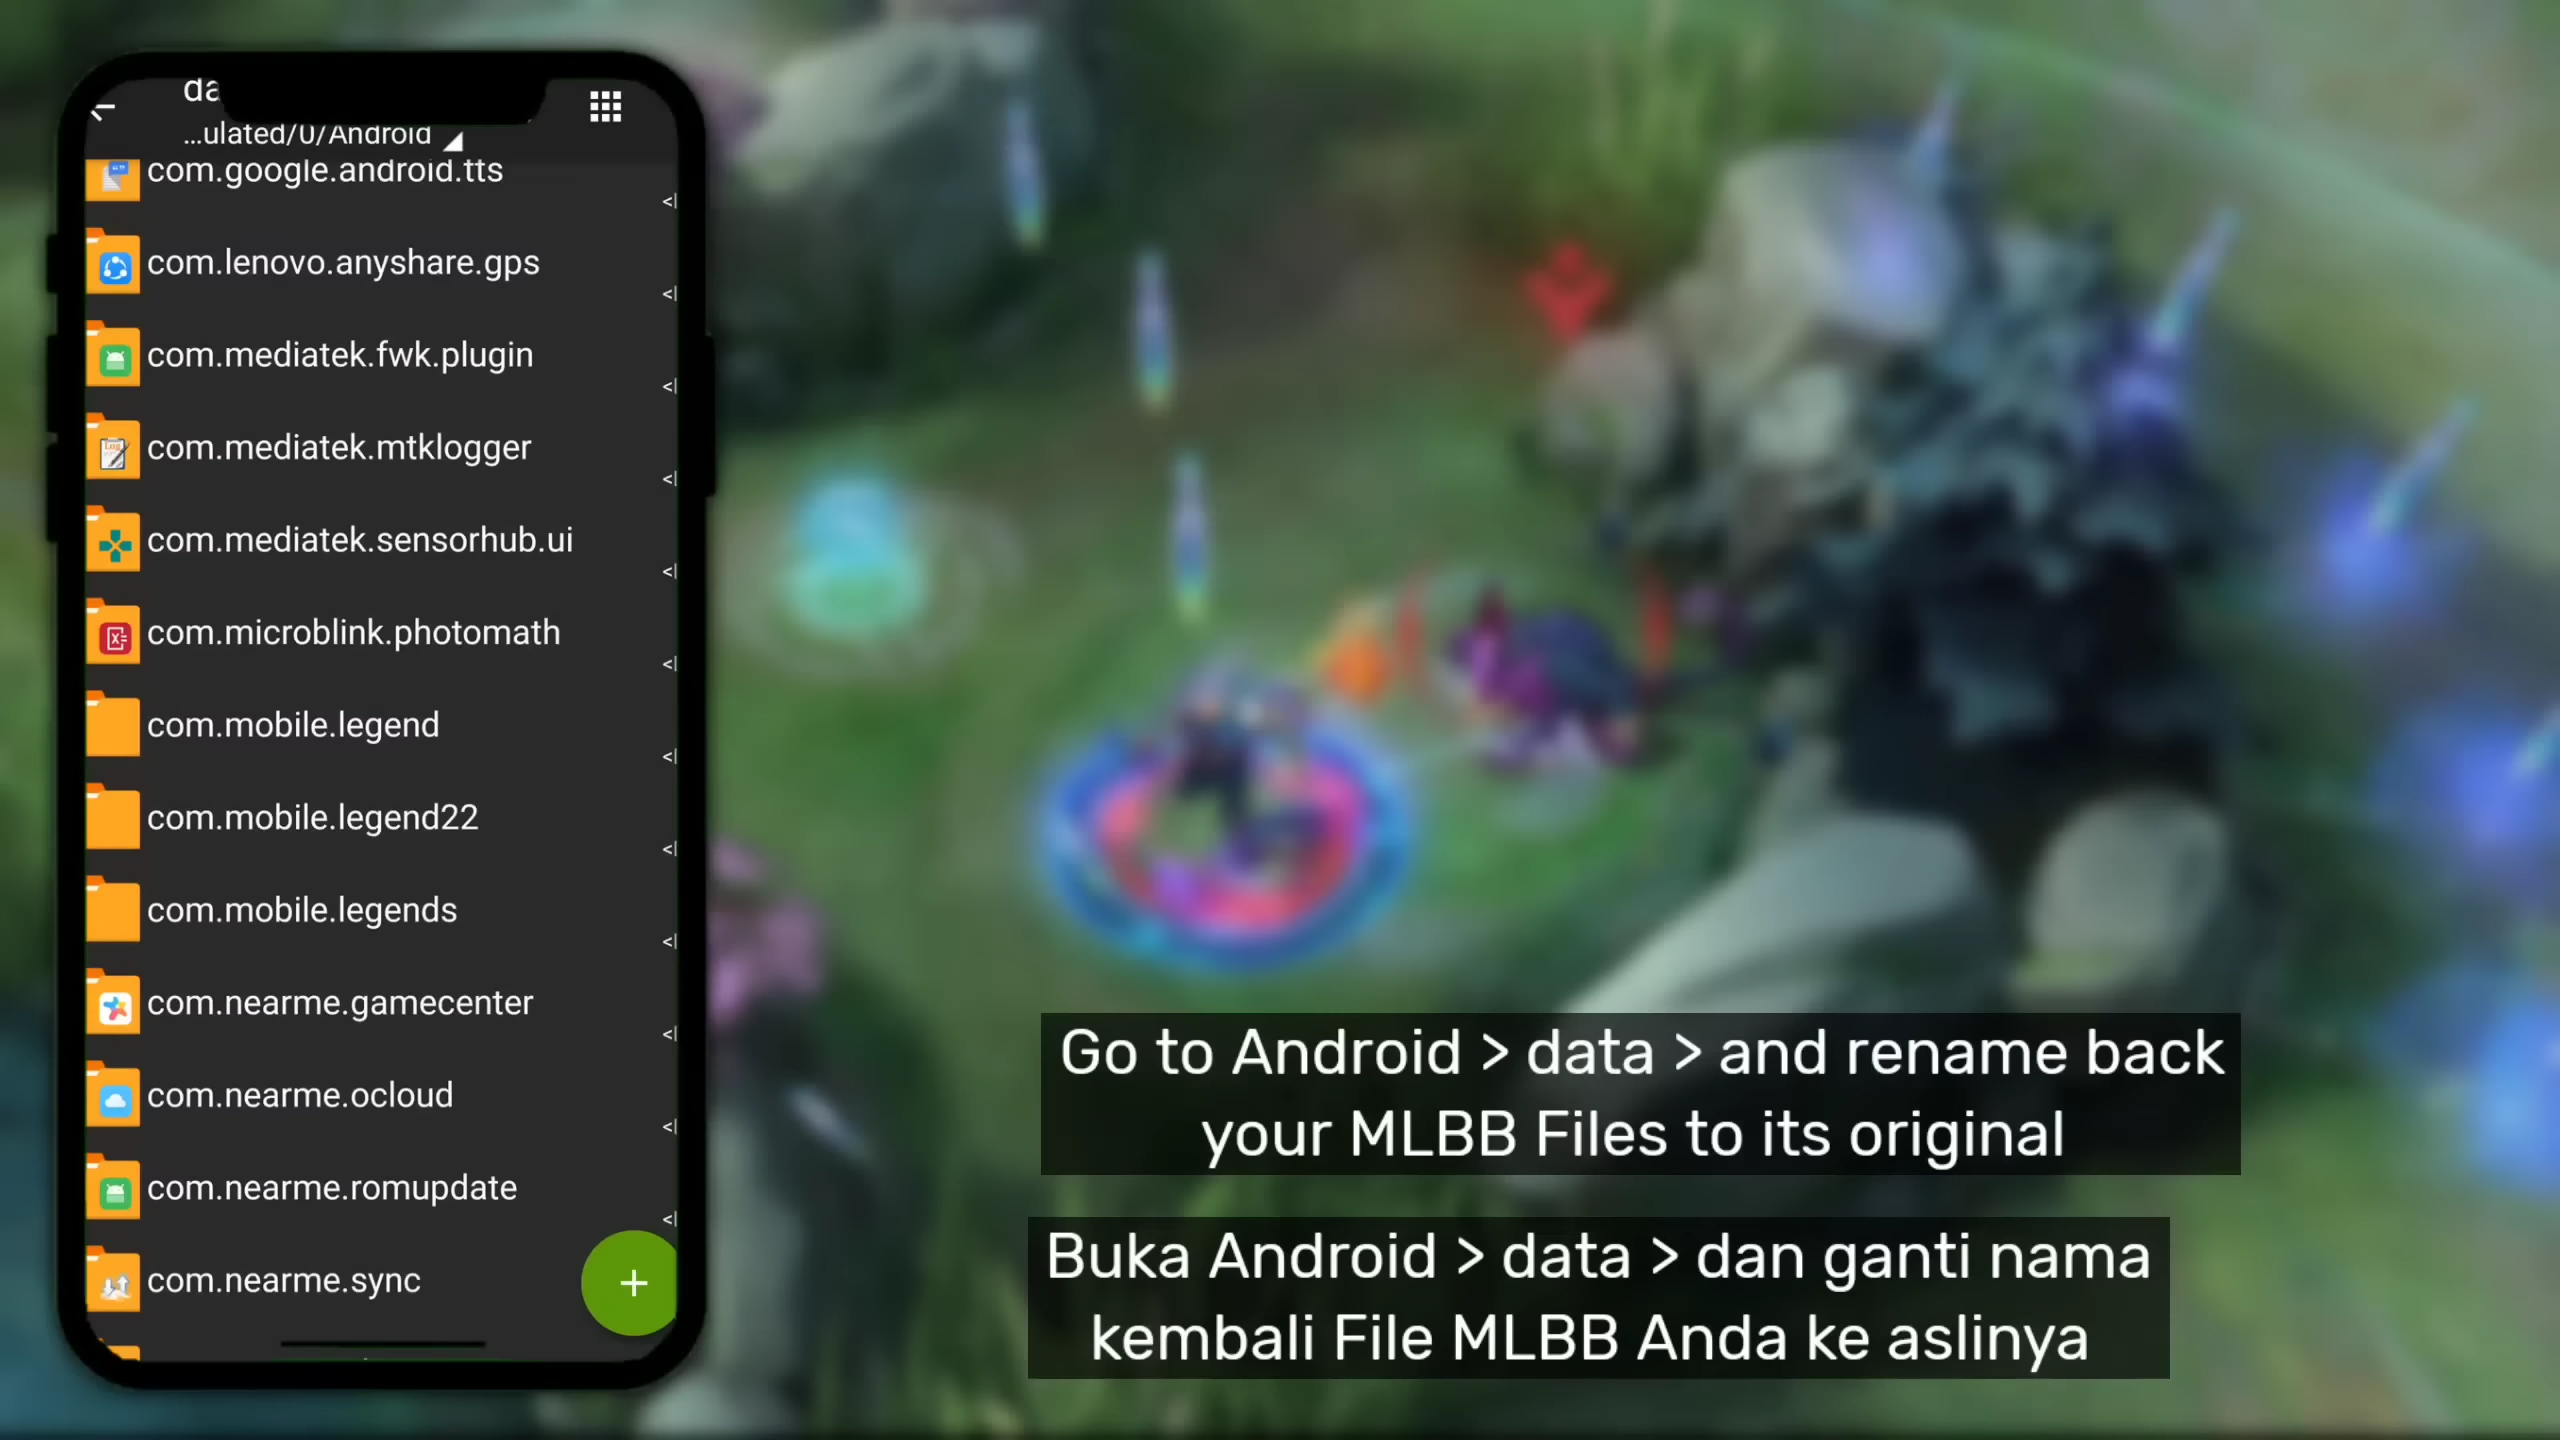 ...ulated/0/Android
com.google.android.tts
com.lenovo.anyshare.gps
com.mediatek.fwk.plugin
com.mediatek.mtklogger
com.mediatek.sensorhub.ui
com.microblink.photomath
com.mobile.legend
com.mobile.legend22
com.mobile.legends
com.nearme.gamecenter
com.nearme.ocloud
com.nearme.romupdate
com.nearme.sync
Go to Android > data > and rename back
your MLBB Files to its original
Buka Android > data > dan ganti nama
kembali File MLBB Anda ke aslinya